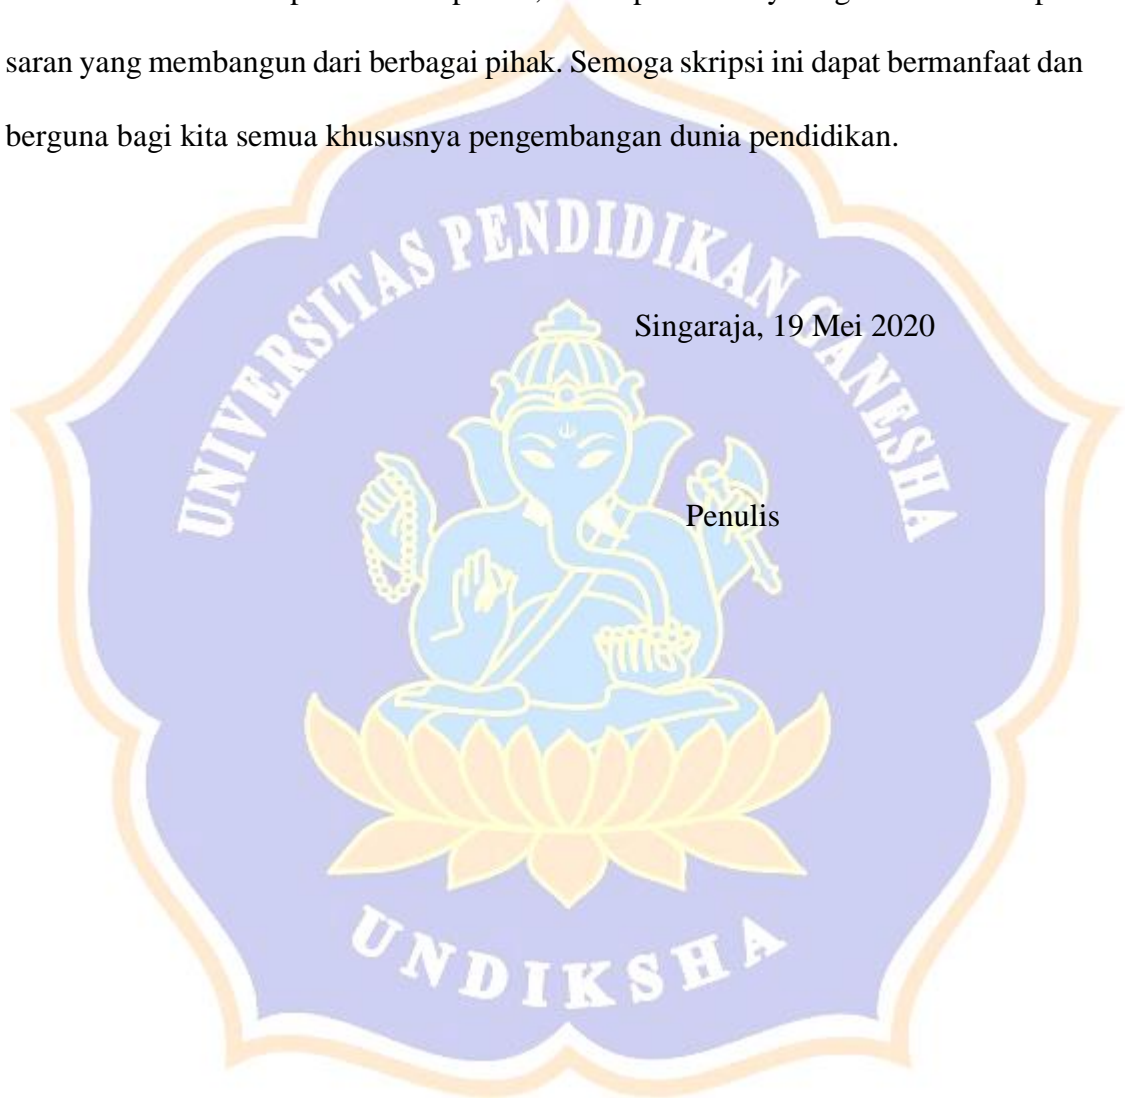 saran yang membangun dari berbagai pihak. Semoga skripsi ini dapat bermanfaat dan
berguna bagi kita semua khususnya pengembangan dunia pendidikan.
UNIVERSITAS PENDIDIKAN GANESHA
Singaraja, 19 Mei 2020
Penulis
UNDIKSHA